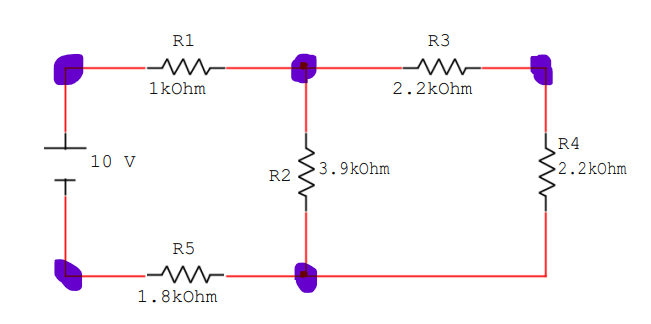 R1
1kOhm
R3
2.2kOhm
10 V
R2
3.9kOhm
R4
2.2kOhm
R5
1.8kOhm